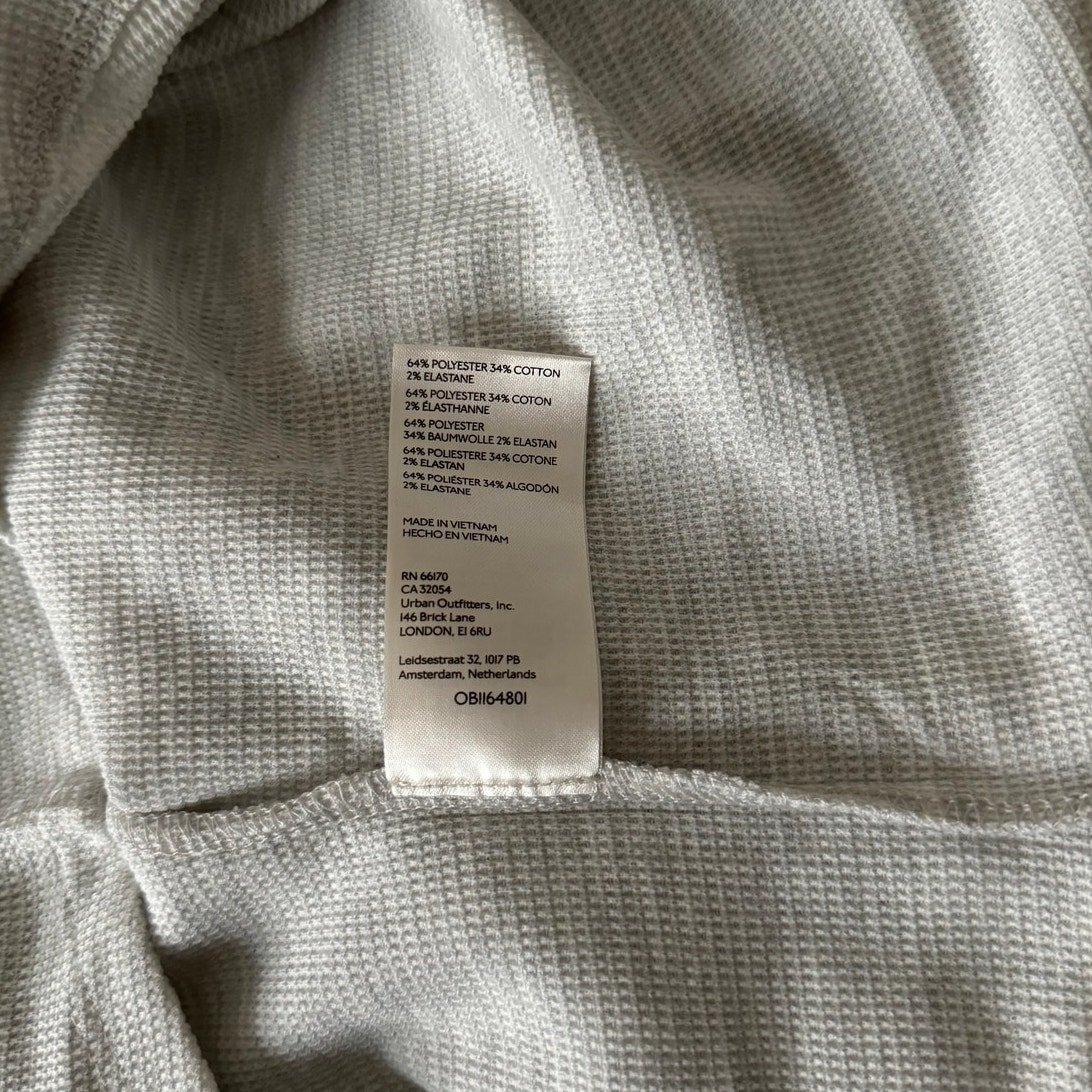 64% POLYESTER 34% COTTON
2% ELASTANE
64% POLYESTER 34% COTON
2% ÉLASTHANNE
64% POLYESTER
34% BAUMWOLLE 2% ELASTAN
64% POLIESTERE 34% COTONE
2% ELASTAN
64% POLIÉSTER 34% ALGODÓN
2% ELASTANE
MADE IN VIETNAM
HECHO EN VIETNAM
RN 66170
CA 32054
Urban Outfitters, Inc.
146 Brick Lane
LONDON, E1 6RU
Leidsestraat 32, 1017 PB
Amsterdam, Netherlands
OB1164801